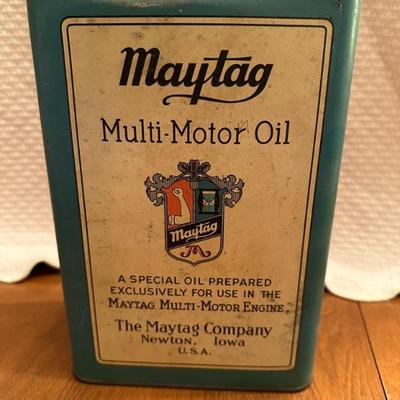 Maytag
Multi-Motor Oil
Maytag
M
A SPECIAL OIL PREPARED
EXCLUSIVELY FOR USE IN THE
MAYTAG MULTI-MOTOR ENGINE
The Maytag Company
Newton, Iowa
U.S.A.